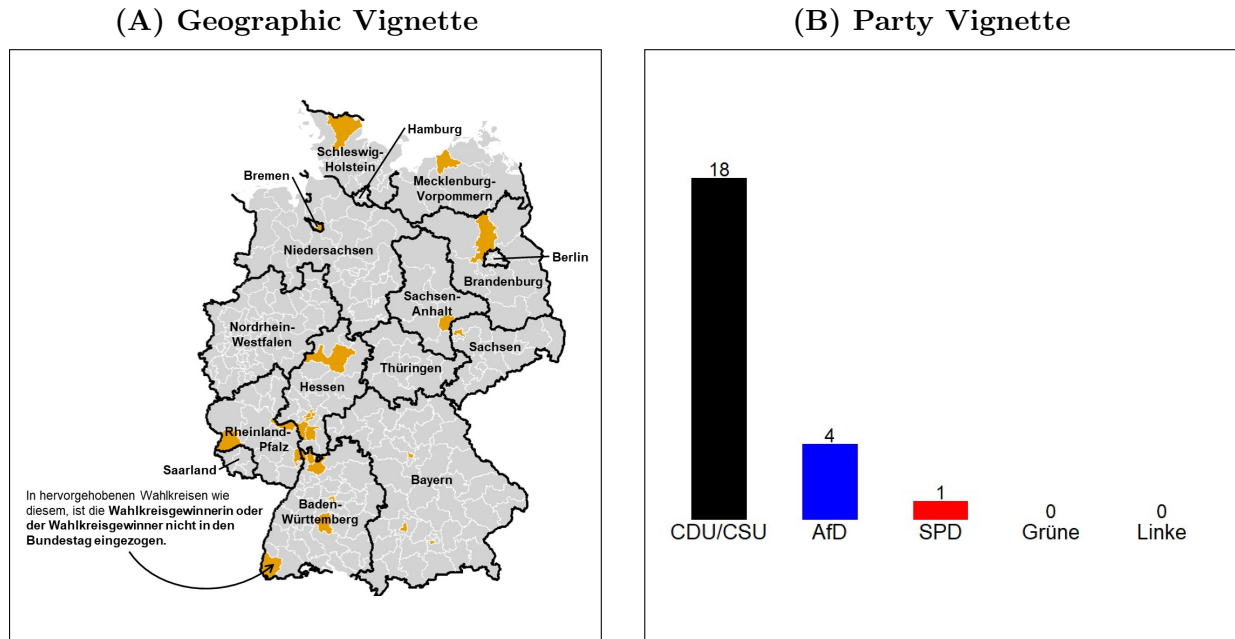 (A) Geographic Vignette
Hamburg
Schleswig-
Holstein
Bremen
Mecklenburg-
Vorpommern
Niedersachsen
Berlin
Brandenburg
Sachsen-
Anhalt
Nordrhein-
Westfalen
Sachsen
Thüringen
Hessen
Rheinland-
Pfalz
Saarland
Bayern
In hervorgehobenen Wahlkreisen wie
diesem, ist die Wahlkreisgewinnerin oder
der Wahlkreisgewinner nicht in den
Bundestag eingezogen.
Baden-
Württemberg
(B) Party Vignette
18
4
1
0
0
CDU/CSU
AfD
SPD
Grüne
Linke